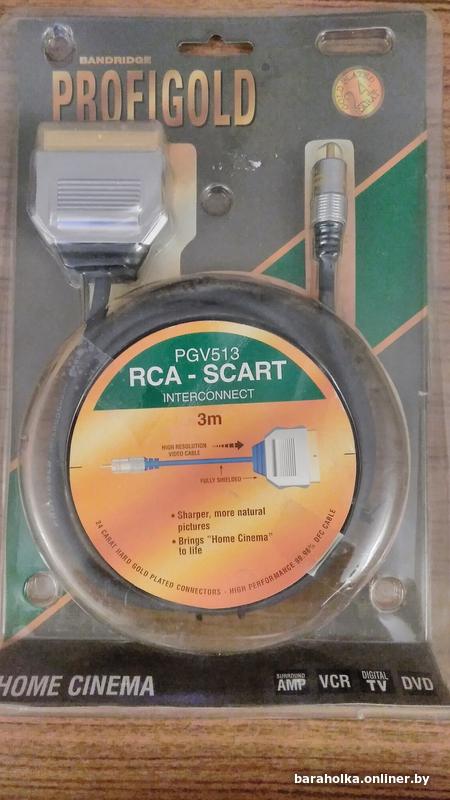 BANDRIDGE
PROFIGOLD
24
PGV513
RCA - SCART
INTERCONNECT
3m
HIGH RESOLUTION
VIDEO CABLE
FULLY SHIELDED
• Sharper, more natural
pictures
• Brings "Home Cinema"
to life
24 CARAT HARD GOLD PLATED CONNECTORS - HIGH PERFORMANCE 99,96% OFC CABLE
HOME CINEMA
SURROUND
AMP
VCR
DIGITAL
TV
DVD
baraholka.onliner.by